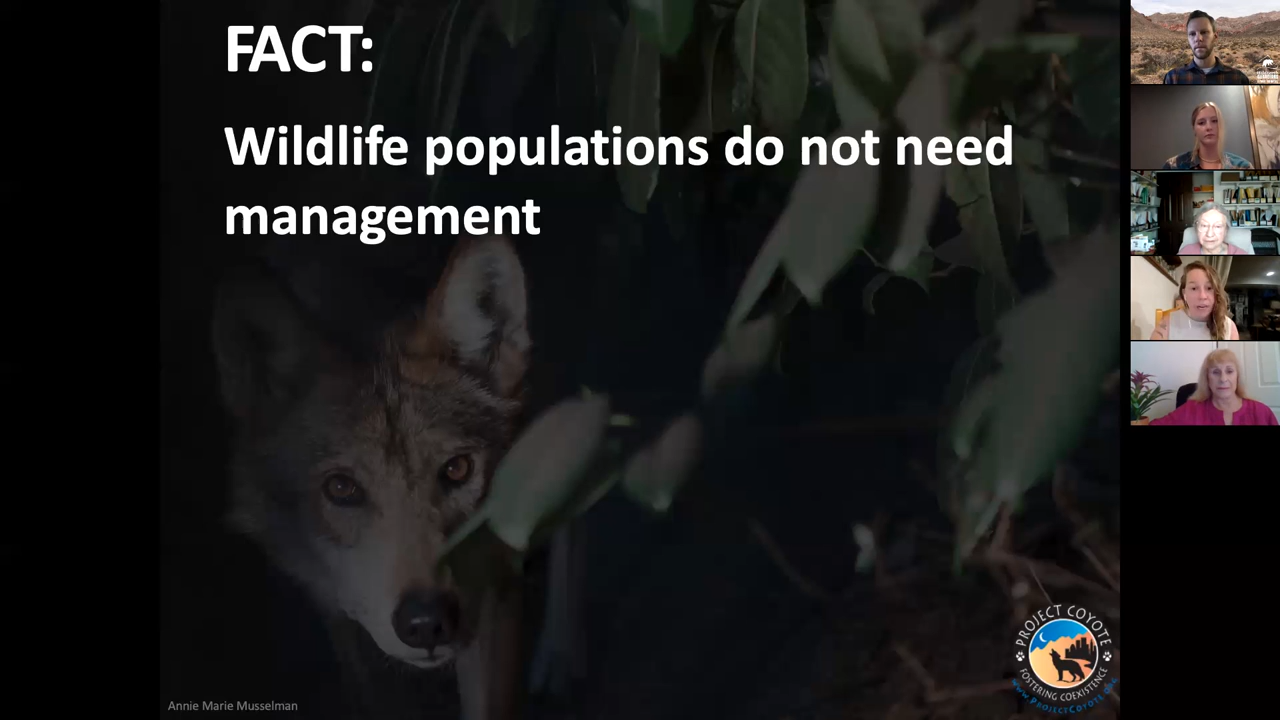 FACT:
Wildlife populations do not need
management
PROJECT COYOTE
FOSTERING COEXISTENCE
www.ProjectCoyote.org
Annie Marie Musselman